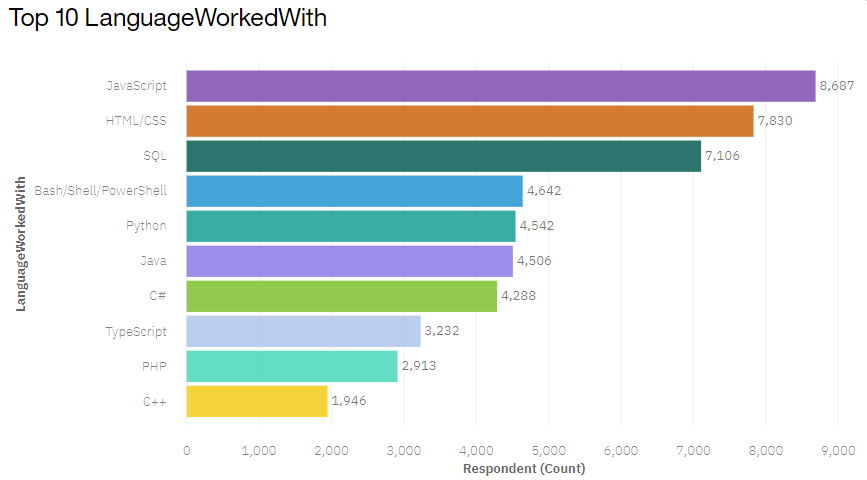 Top 10 LanguageWorkedWith
LanguageWorkedWith
JavaScript 8,687
HTML/CSS 7,830
SQL 7,106
Bash/Shell/PowerShell 4,642
Python 4,542
Java 4,506
C# 4,288
TypeScript 3,232
PHP 2,913
C++ 1,946
0 1,000 2,000 3,000 4,000 5,000 6,000 7,000 8,000 9,000
Respondent (Count)